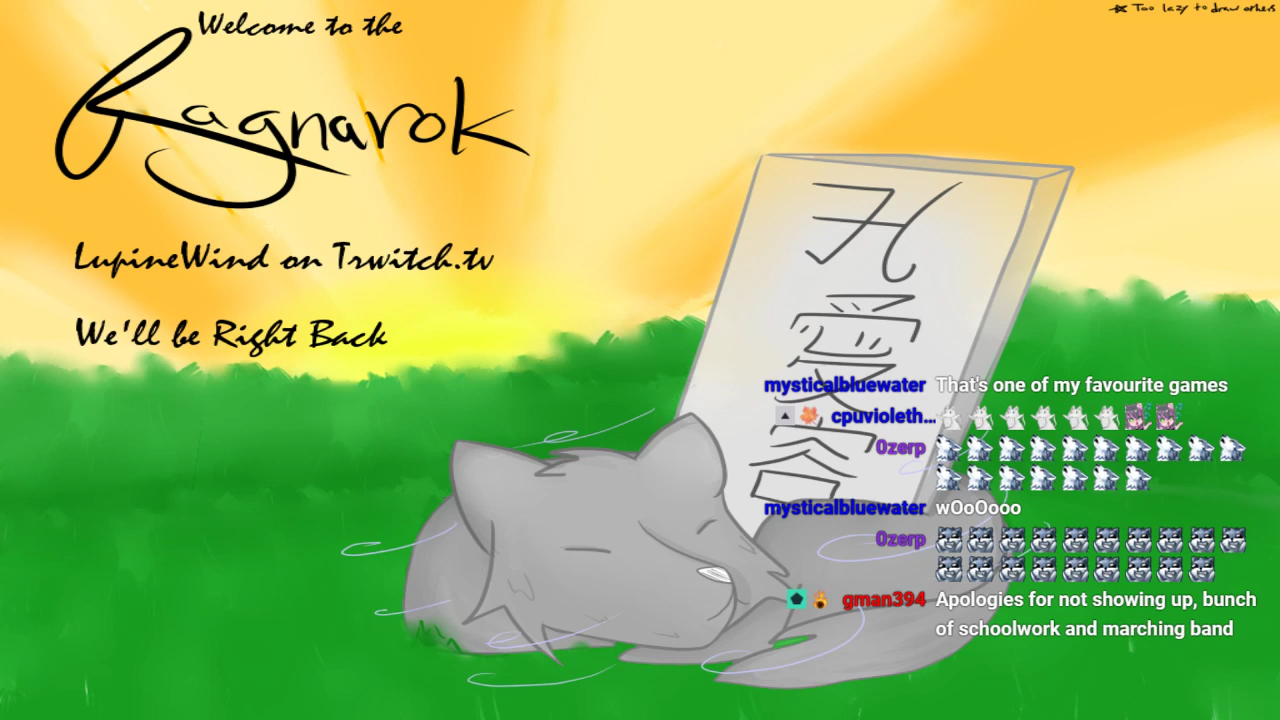 Too lazy to draw others
Welcome to the
Ragnarok
LupineWind on Trwitch.tv
We'll be Right Back
mysticalbluewater That's one of my favourite games
cpuvioleth…
0zerp
mysticalbluewater wOoOooo
0zerp
gman394 Apologies for not showing up, bunch
of schoolwork and marching band